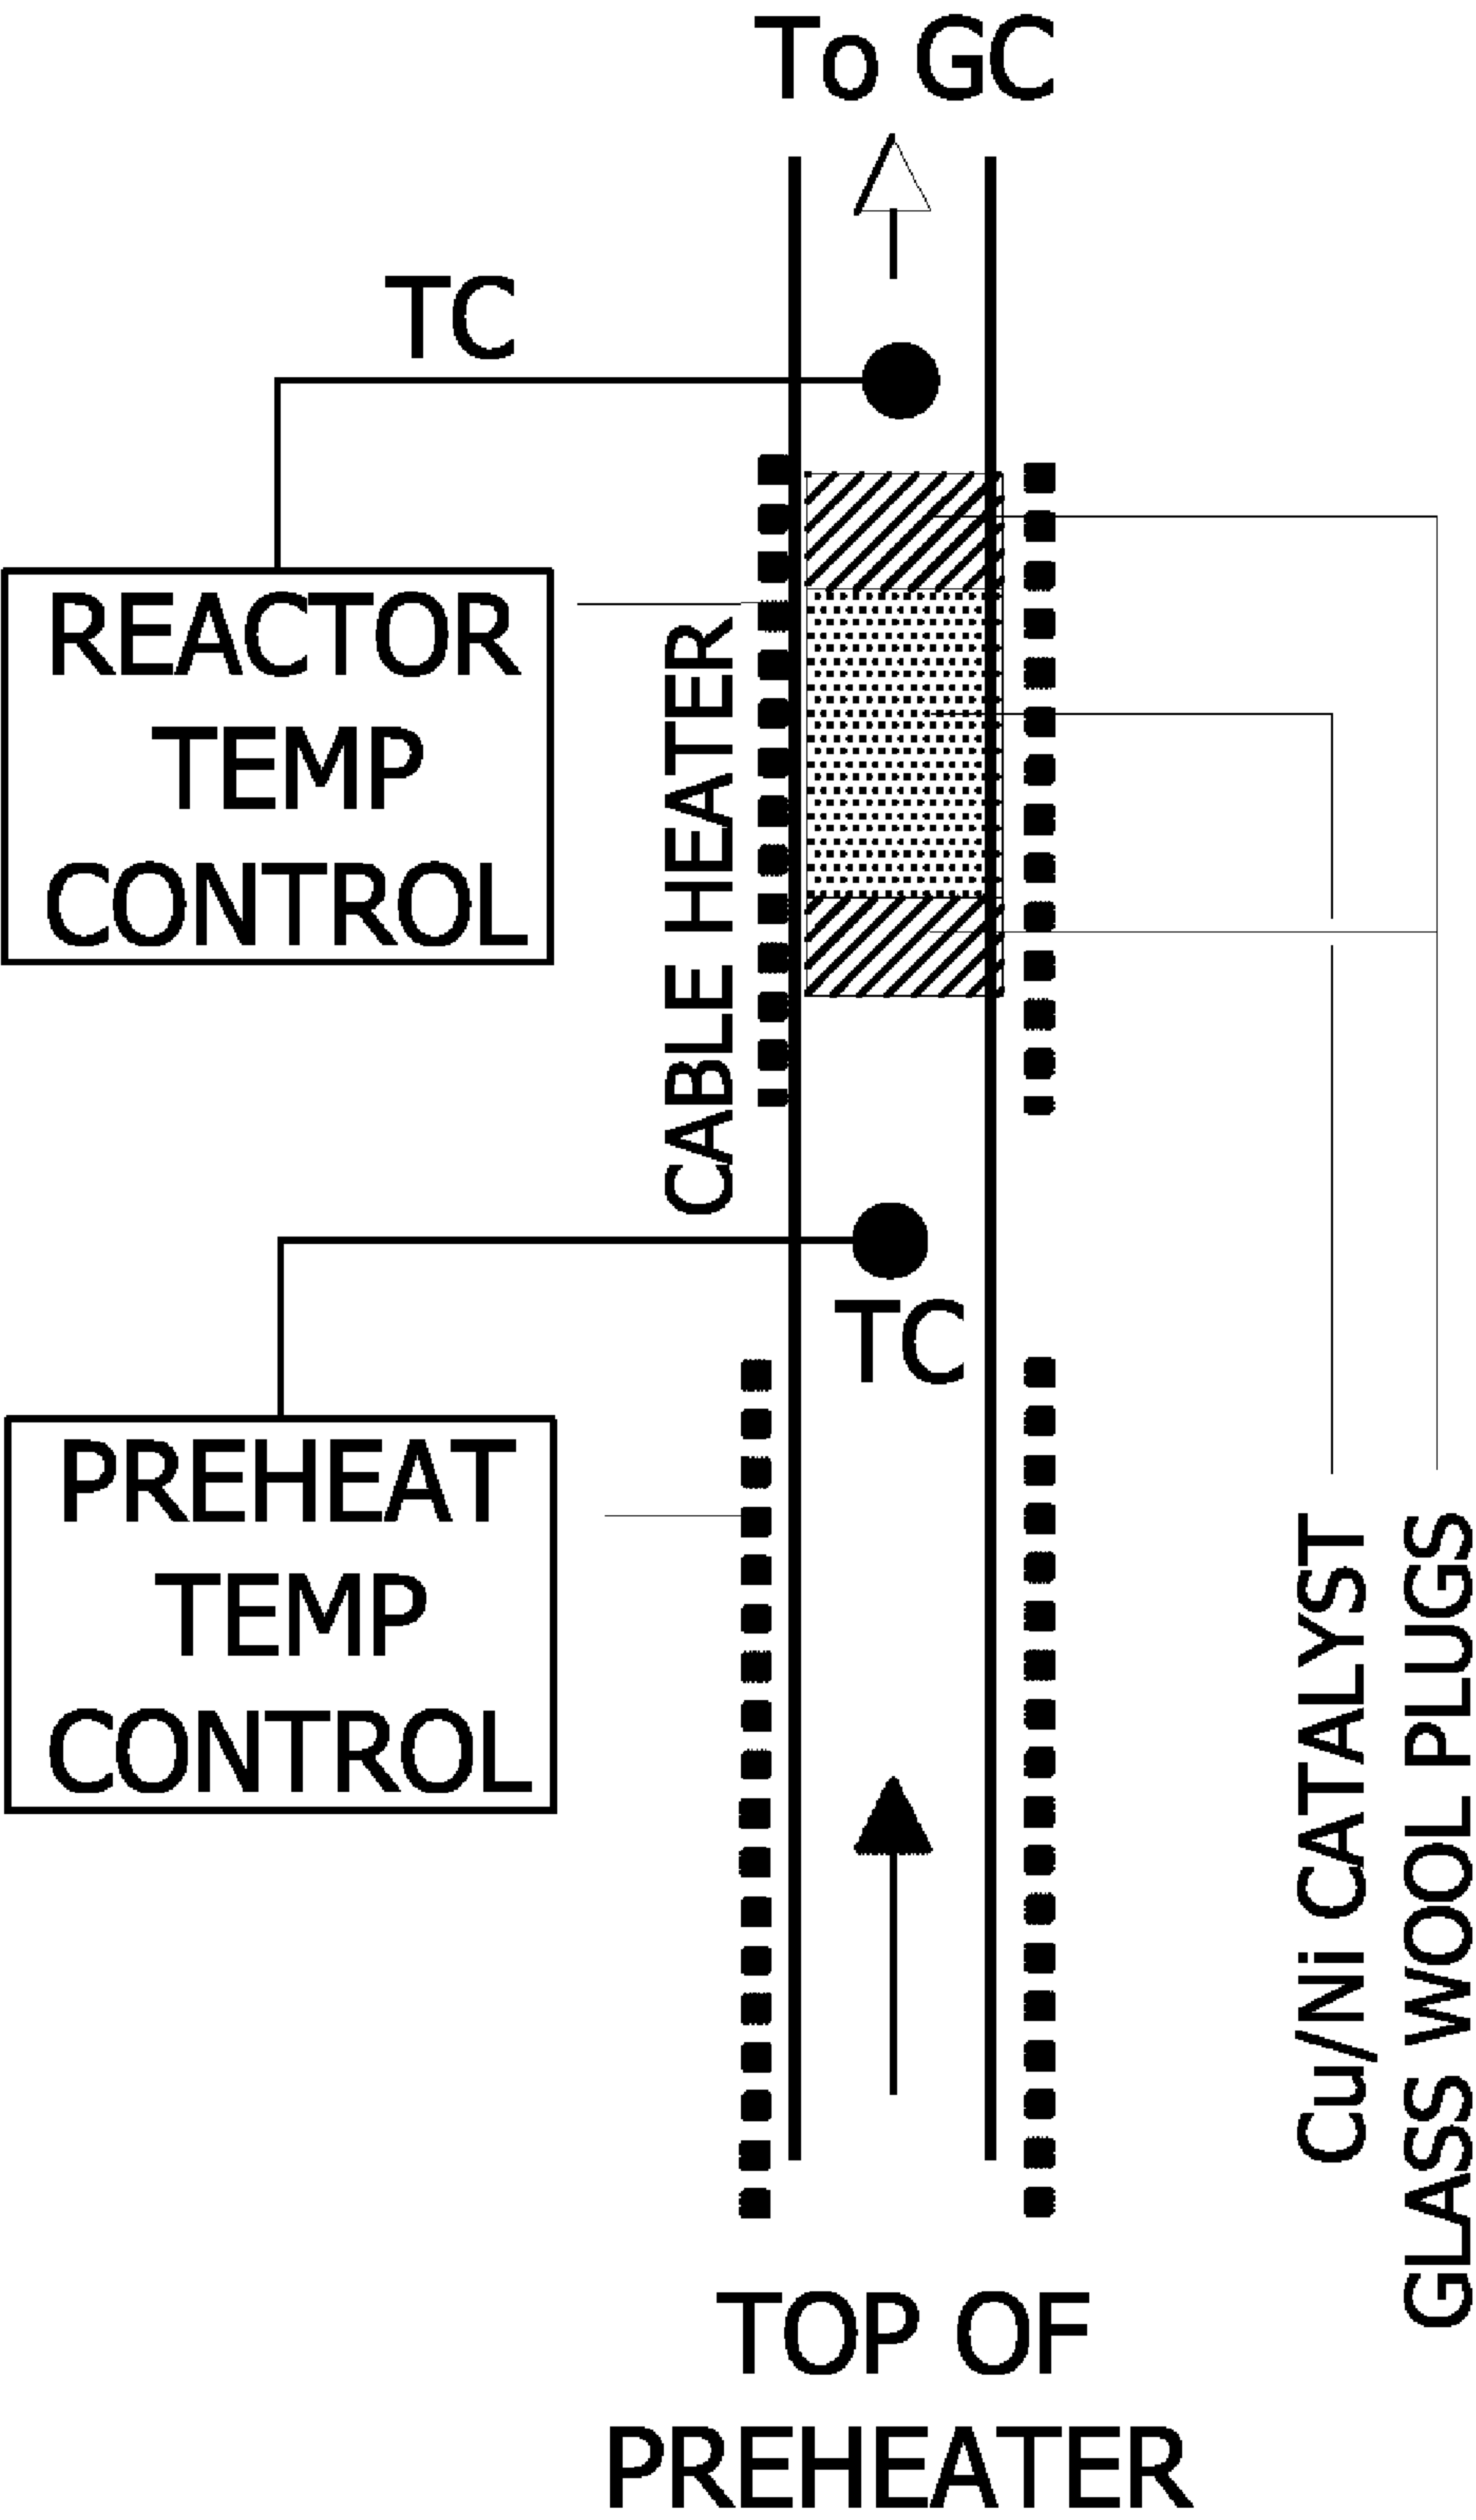 To GC
TC
REACTOR
TEMP
CONTROL
CABLE HEATER
TC
PREHEAT
TEMP
CONTROL
Cu/Ni CATALYST
GLASS WOOL PLUGS
TOP OF
PREHEATER